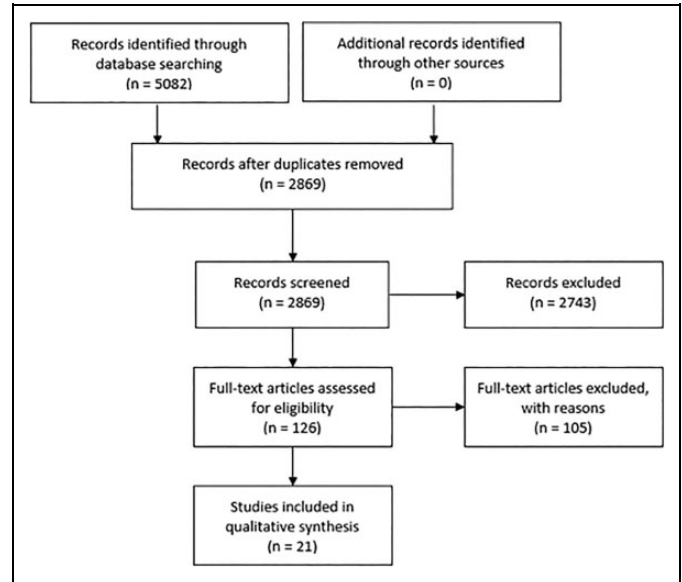 Records identified through
database searching
(n = 5082)
Additional records identified
through other sources
(n = 0)
Records after duplicates removed
(n = 2869)
Records screened
(n = 2869)
Records excluded
(n = 2743)
Full-text articles assessed
for eligibility
(n = 126)
Full-text articles excluded,
with reasons
(n = 105)
Studies included in
qualitative synthesis
(n = 21)